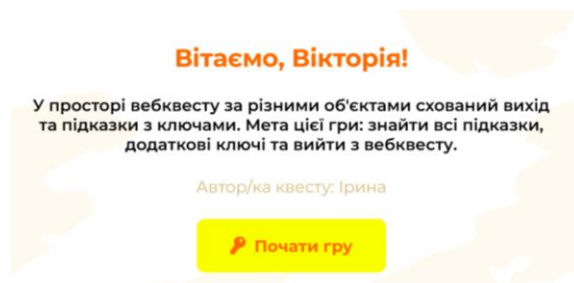 Вітаємо, Вікторія!
У просторі вебквесту за різними об'єктами схований вихід
та підказки з ключами. Мета цієї гри: знайти всі підказки,
додаткові ключі та вийти з вебквесту.
Автор/ка квесту: Ірина
Почати гру